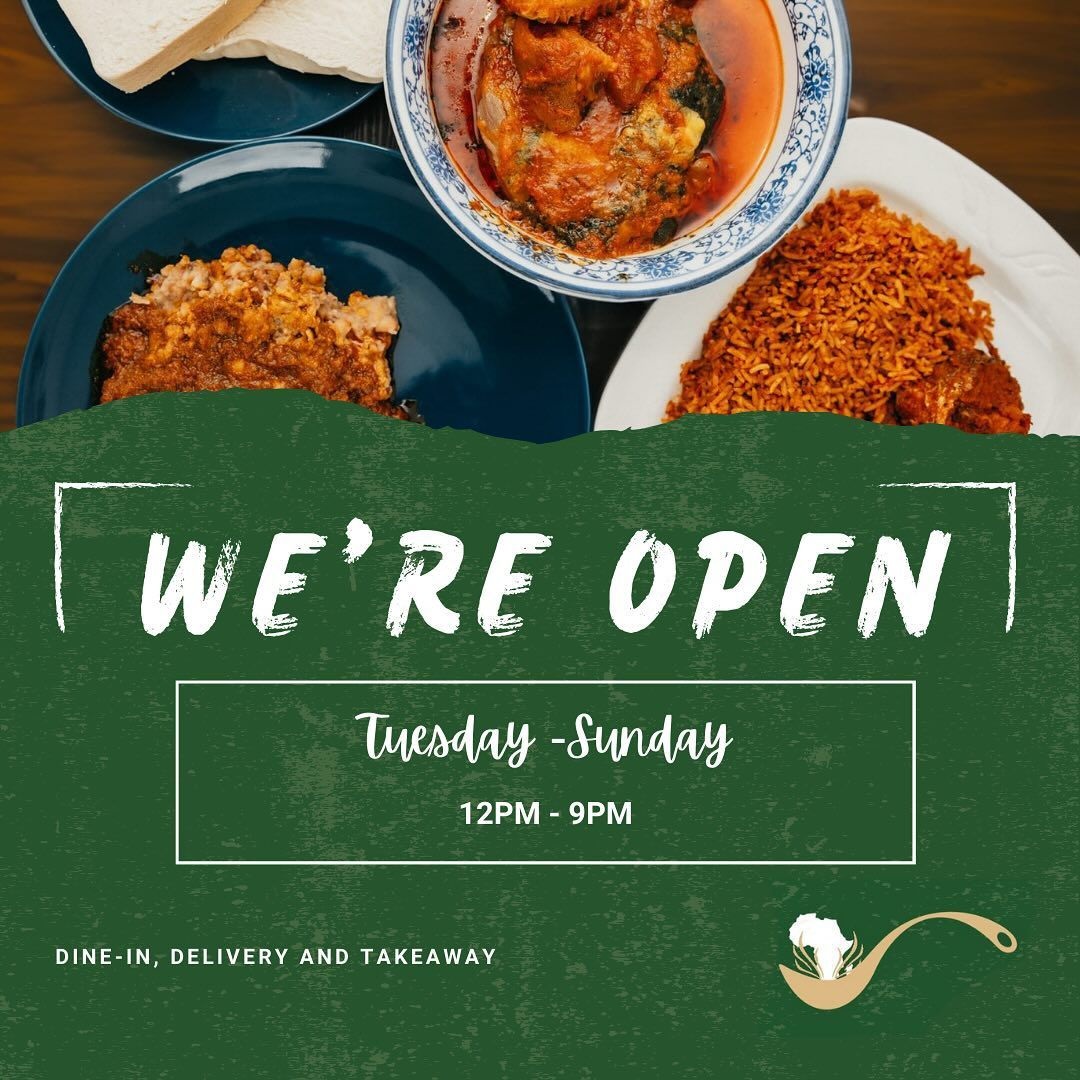 WE'RE OPEN
Tuesday -Sunday
12PM - 9PM
DINE-IN, DELIVERY AND TAKEAWAY